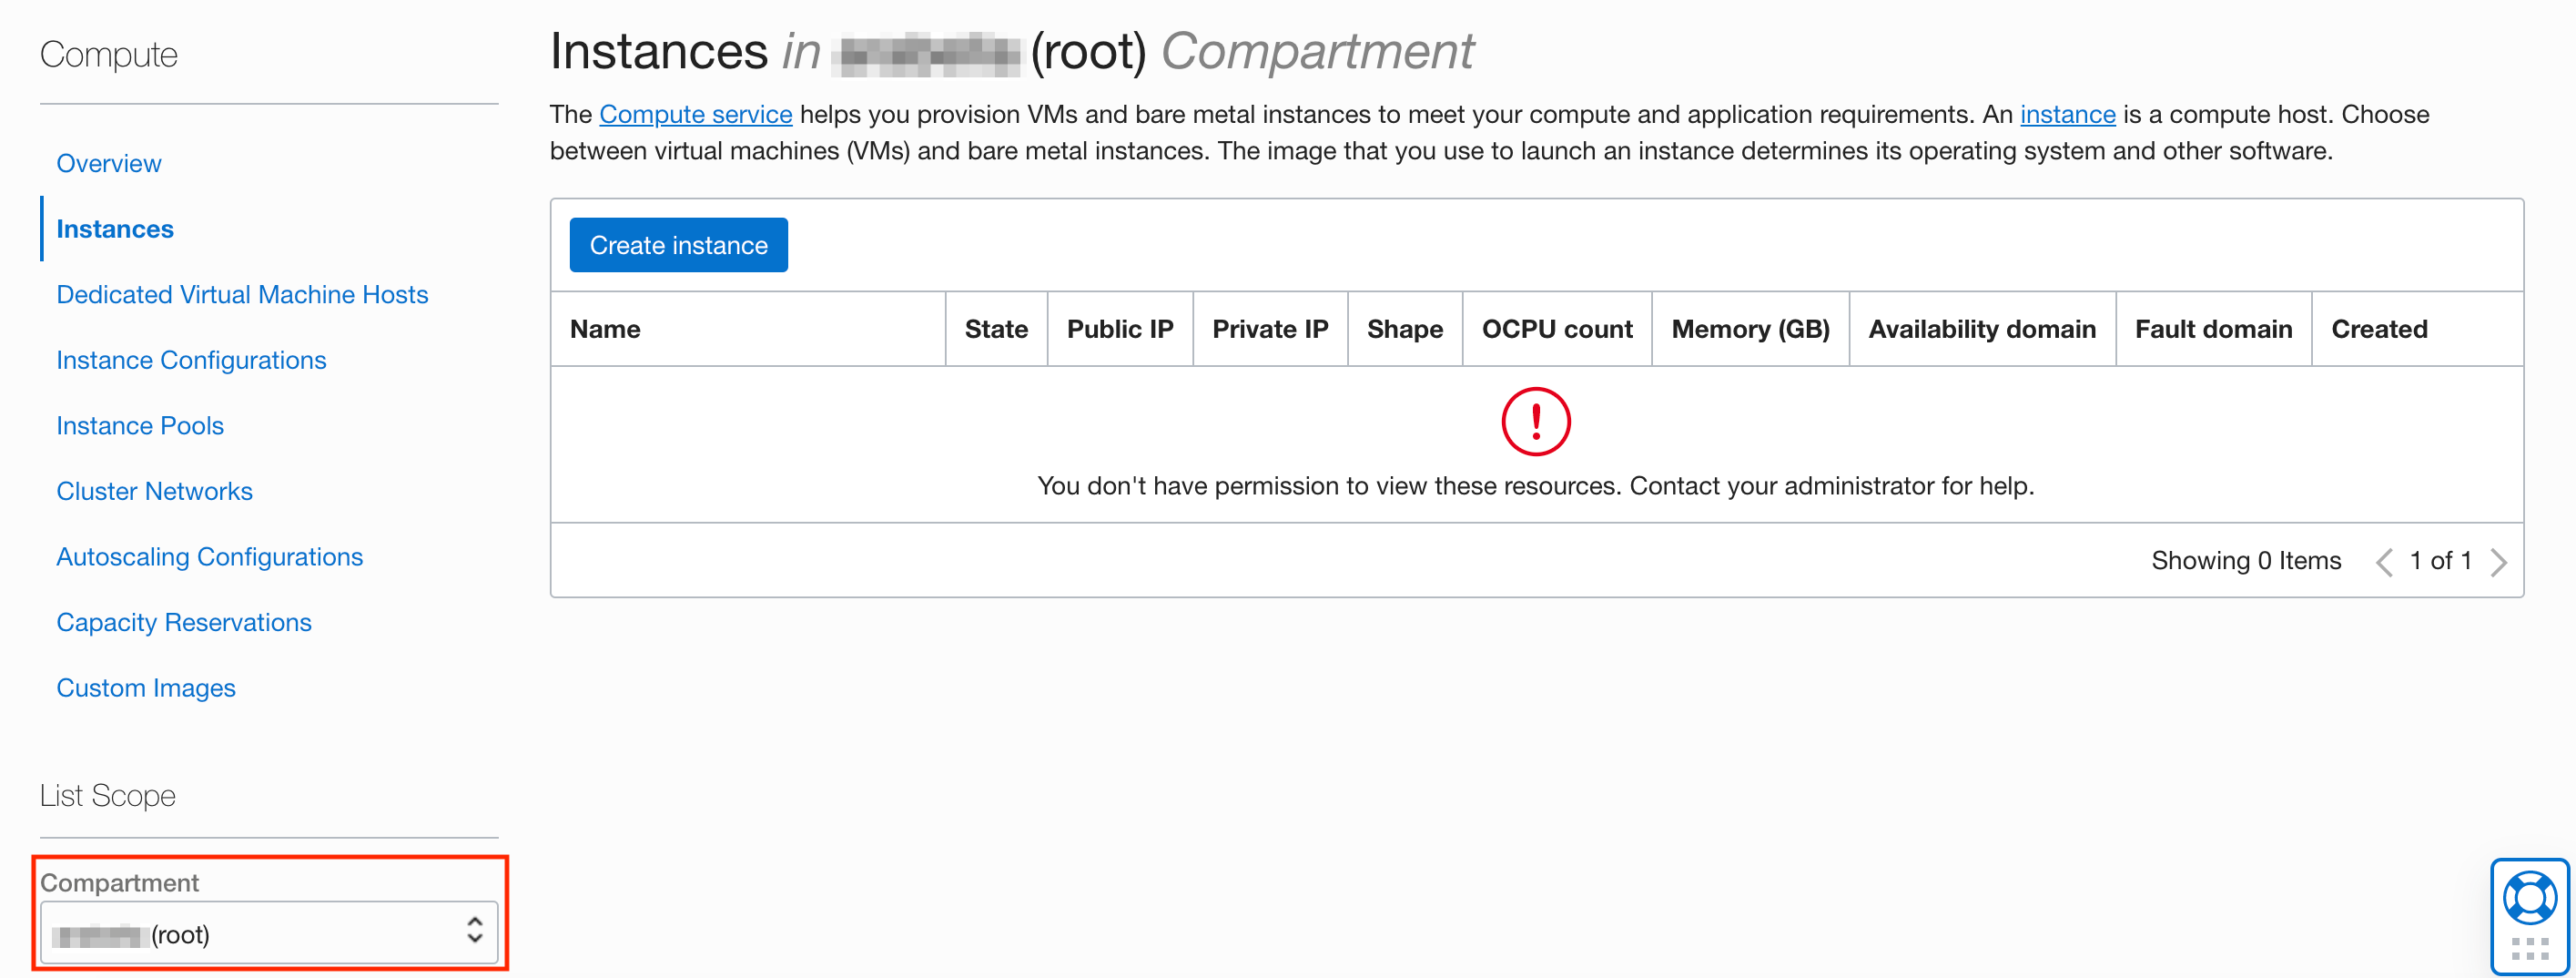 Compute
Overview
Instances
Dedicated Virtual Machine Hosts
Instance Configurations
Instance Pools
Cluster Networks
Autoscaling Configurations
Capacity Reservations
Custom Images
List Scope
Compartment
(root)
Instances in (root) Compartment
The Compute service helps you provision VMs and bare metal instances to meet your compute and application requirements. An instance is a compute host. Choose
between virtual machines (VMs) and bare metal instances. The image that you use to launch an instance determines its operating system and other software.
Create instance
Name State Public IP Private IP Shape OCPU count Memory (GB) Availability domain Fault domain Created
You don't have permission to view these resources. Contact your administrator for help.
Showing 0 Items 1 of 1